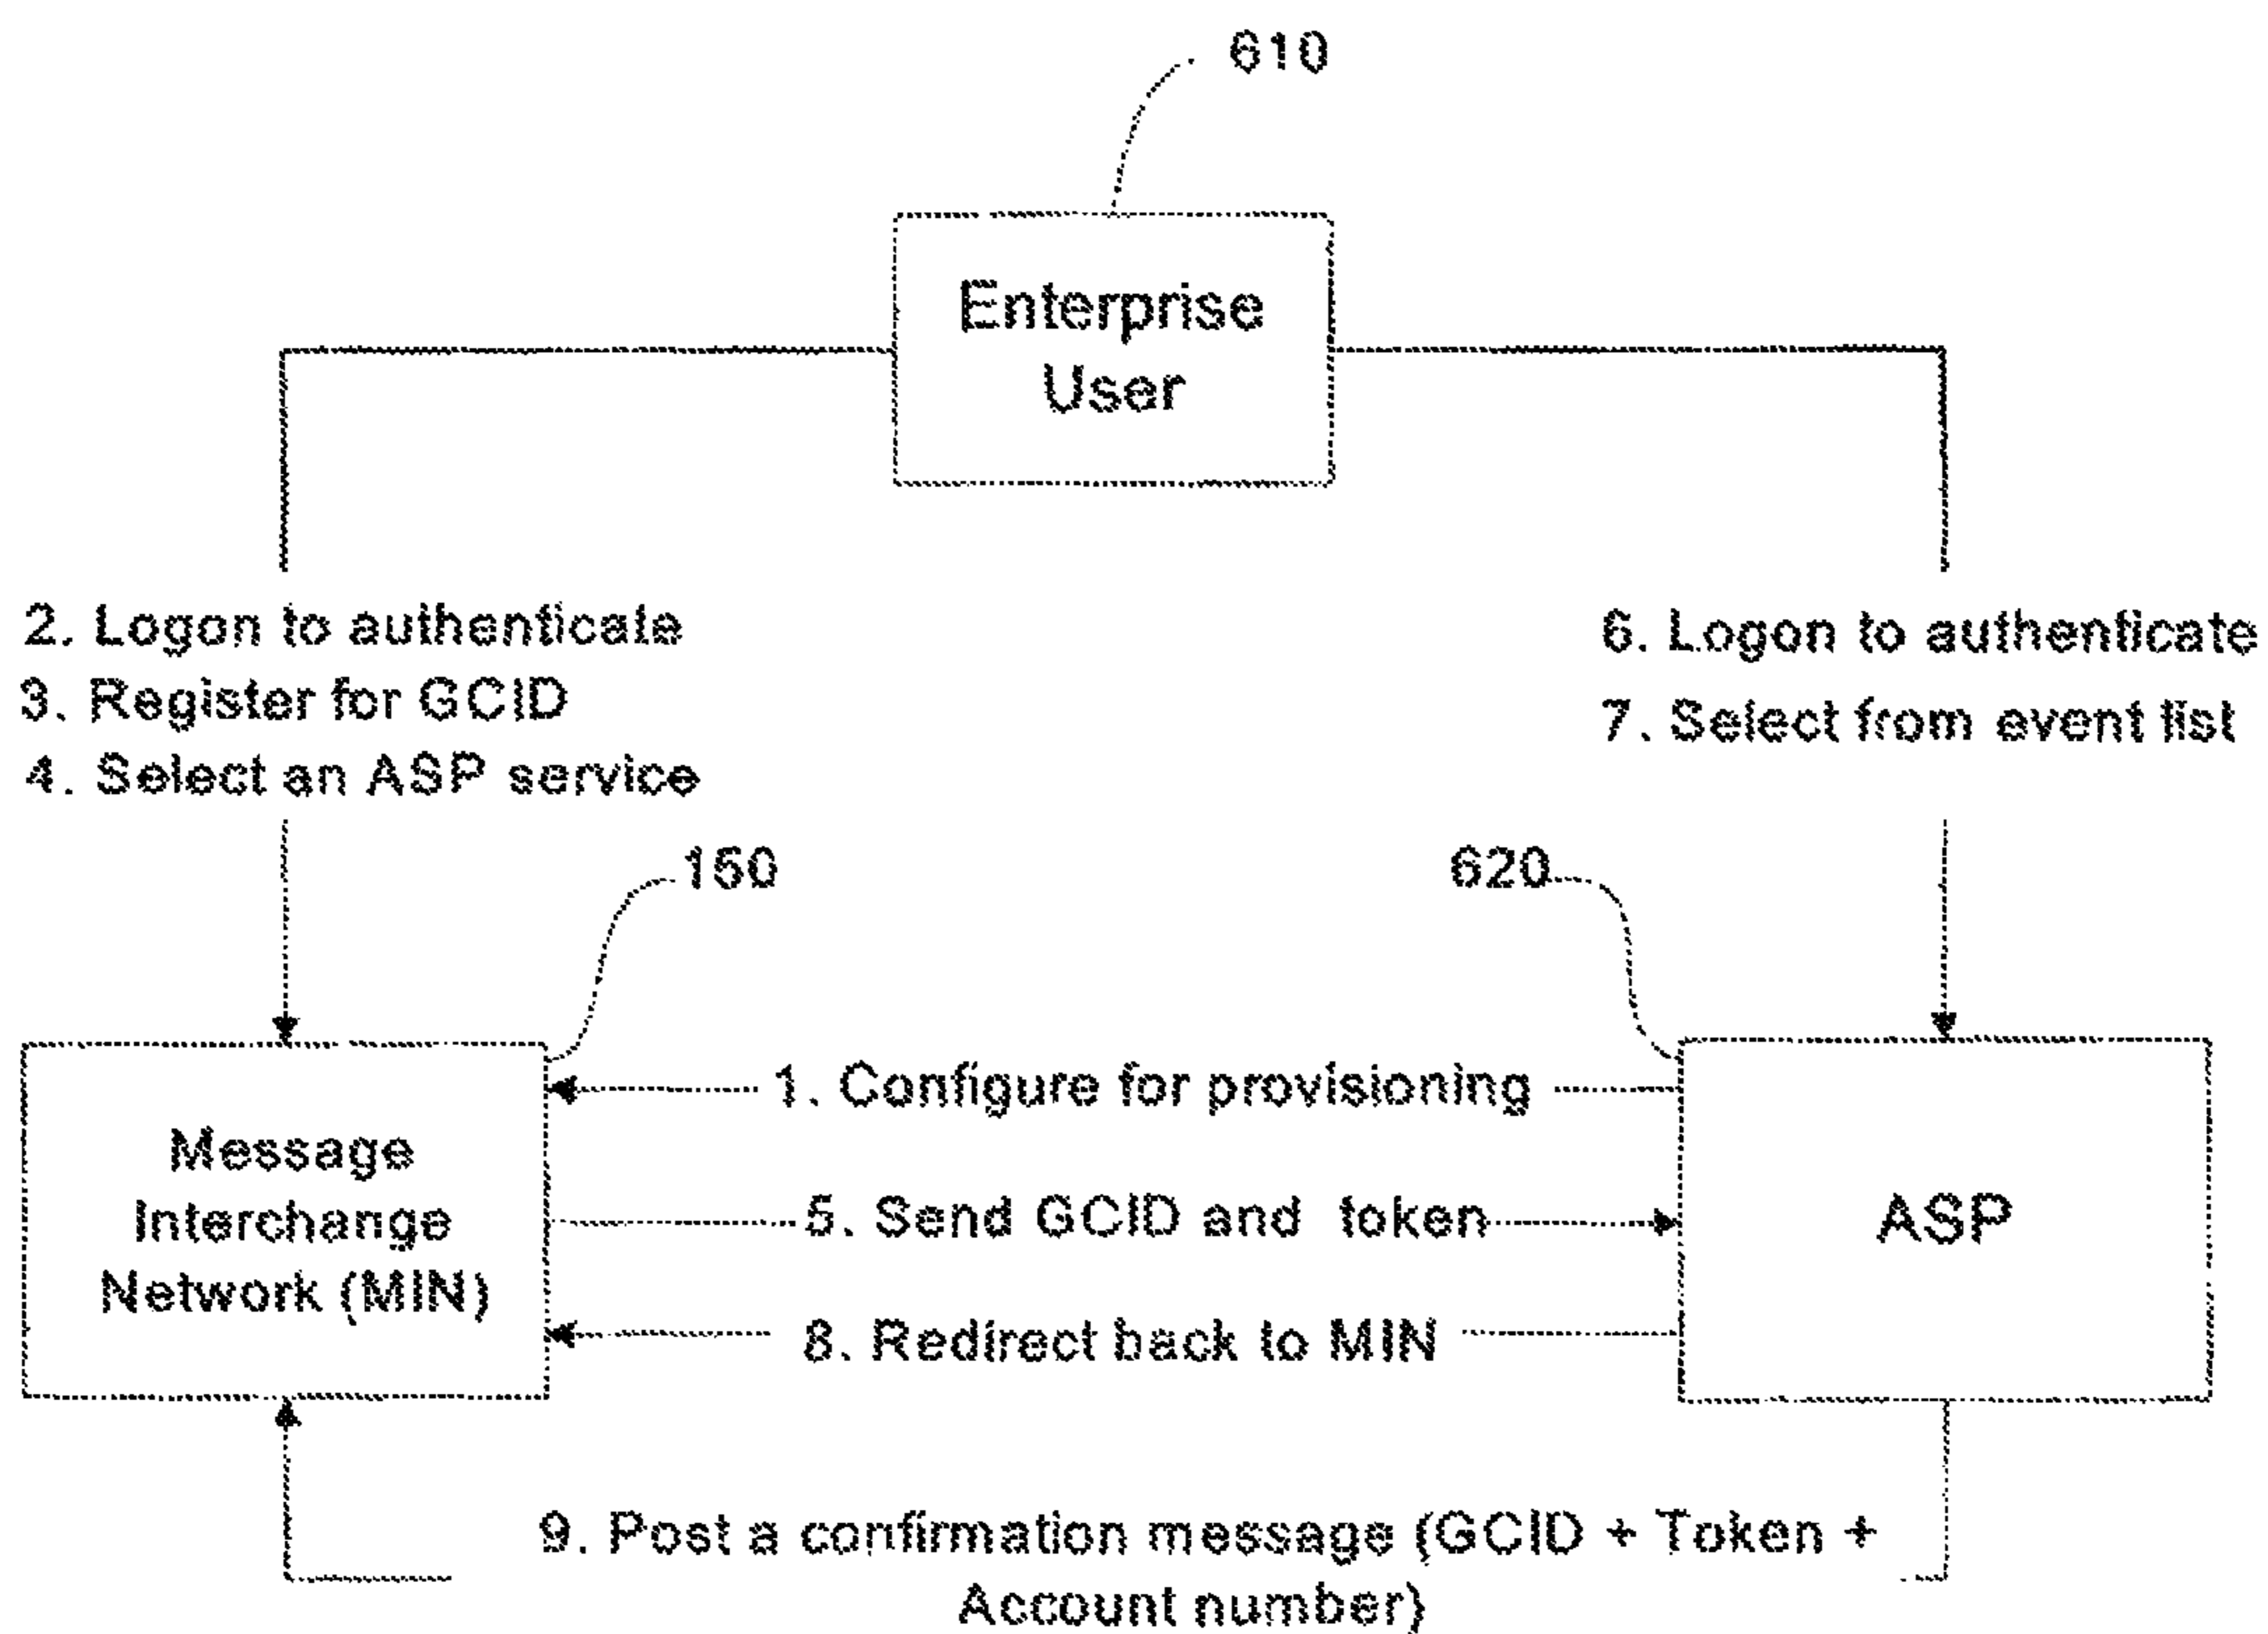 610
Enterprise
User
2. Logon to authenticate
3. Register for GCID
4. Select an ASP service
6. Logon to authenticate
7. Select from event list
150
620
1. Configure for provisioning
Message
Interchange
Network (MIN)
5. Send GCID and token
ASP
8. Redirect back to MIN
9. Post a confirmation message (GCID + Token +
Account number)